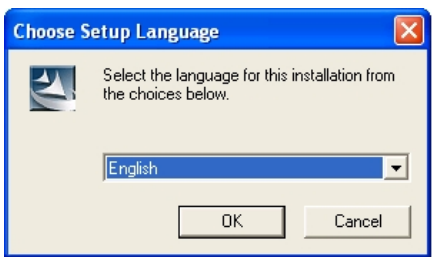 Choose Setup Language
Select the language for this installation from
the choices below.
English
OK
Cancel